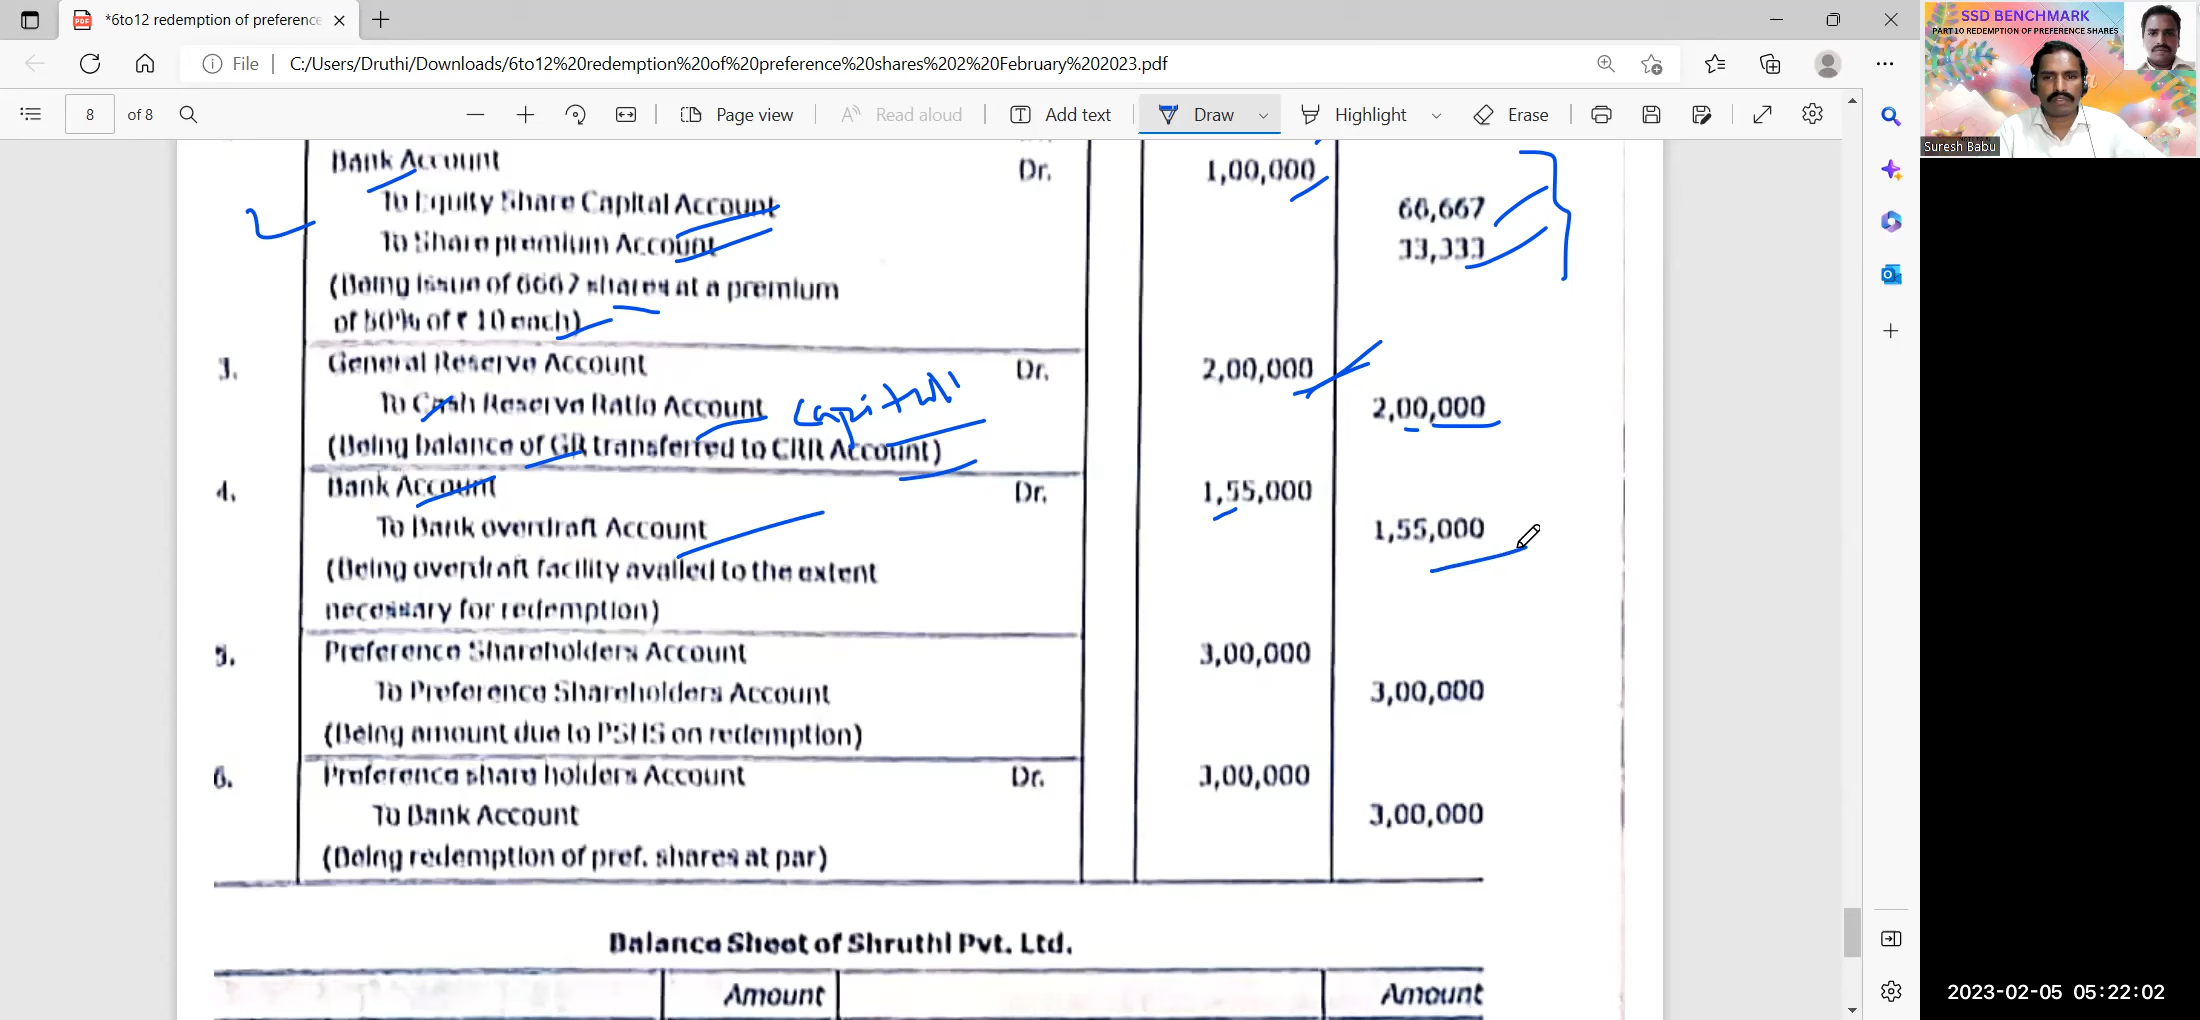 *6to12 redemption of preference
File
C:/Users/Druthi/Downloads/6to12%20redemption%20of%20preference%20shares%202%20February%202023.pdf
8 of 8
Page view
Read aloud
Add text
Draw
Highlight
Erase
SSD BENCHMARK
PART 10 REDEMPTION OF PREFERENCE SHARES
Suresh Babu
Bank Account Dr. 1,00,000
To Equity Share Capital Account 66,667
To Share premium Account 33,333
(Being issue of 6667 shares at a premium
of 50% of ₹ 10 each)
3. General Reserve Account Dr. 2,00,000
To Cash Reserve Ratio Account capital 2,00,000
(Being balance of GR transferred to CRR Account)
4. Bank Account Dr. 1,55,000
To Bank overdraft Account 1,55,000
(Being overdraft facility availed to the extent
necessary for redemption)
5. Preference Shareholders Account 3,00,000
To Preference Shareholders Account 3,00,000
(Being amount due to PSHS on redemption)
6. Preference share holders Account Dr. 3,00,000
To Bank Account 3,00,000
(Being redemption of pref. shares at par)
Balance Sheet of Shruthi Pvt. Ltd.
Amount Amount
2023-02-05 05:22:02